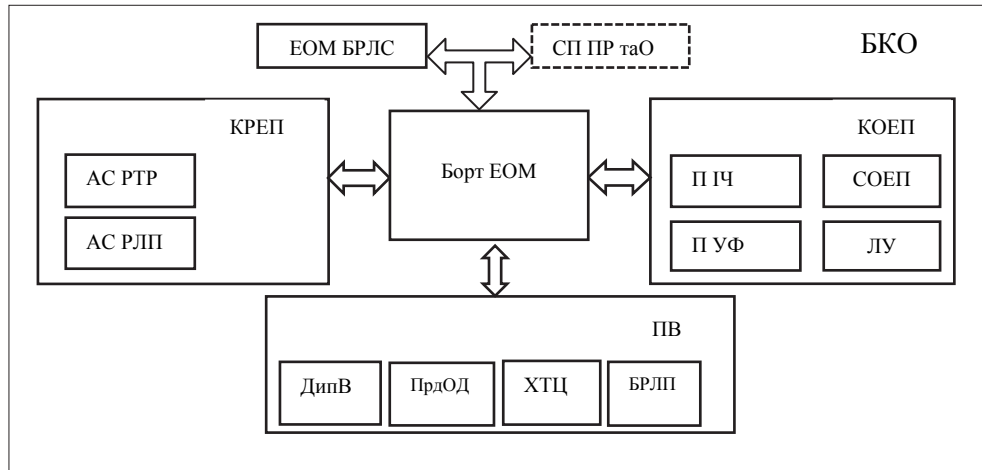 ЕОМ БРЛС
СП ПР таО
БКО
КРЕП
АС РТР
АС РЛП
Борт ЕОМ
КОЕП
П ІЧ
СОЕП
П УФ
ЛУ
ПВ
ДипВ
ПрдОД
ХТЦ
БРЛП